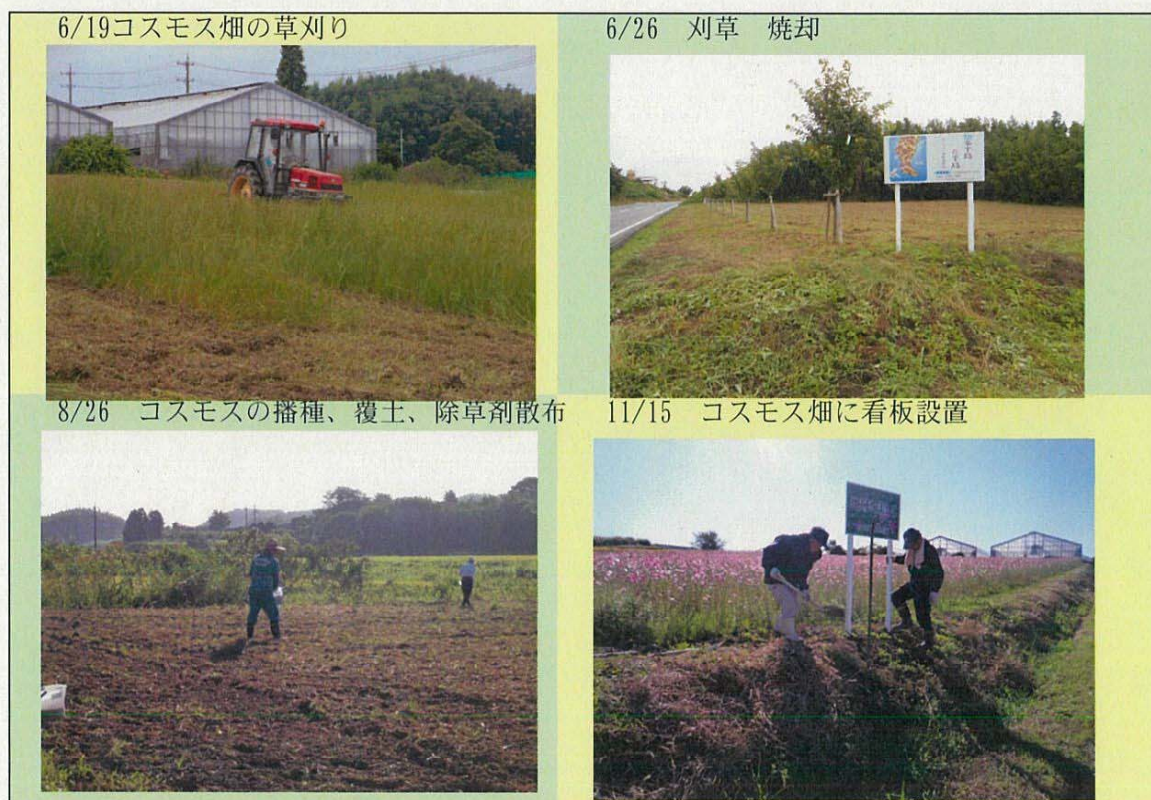 6/19コスモス畑の草刈り
6/26 刈草 焼却
8/26 コスモスの播種、覆土、除草剤散布
11/15 コスモス畑に看板設置